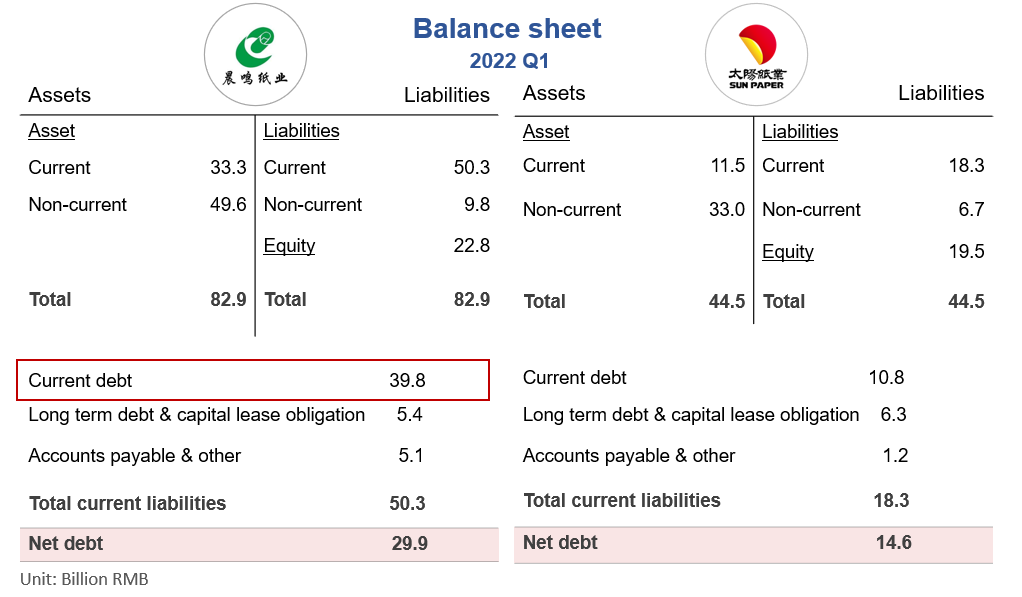 Balance sheet
2022 Q1
晨鸣纸业
太陽紙業
SUN PAPER
Assets Liabilities
Asset Liabilities
Current 33.3 Current 50.3
Non-current 49.6 Non-current 9.8
Equity 22.8
Total 82.9 Total 82.9
Current debt 39.8
Long term debt & capital lease obligation 5.4
Accounts payable & other 5.1
Total current liabilities 50.3
Net debt 29.9
Unit: Billion RMB
Assets Liabilities
Asset Liabilities
Current 11.5 Current 18.3
Non-current 33.0 Non-current 6.7
Equity 19.5
Total 44.5 Total 44.5
Current debt 10.8
Long term debt & capital lease obligation 6.3
Accounts payable & other 1.2
Total current liabilities 18.3
Net debt 14.6